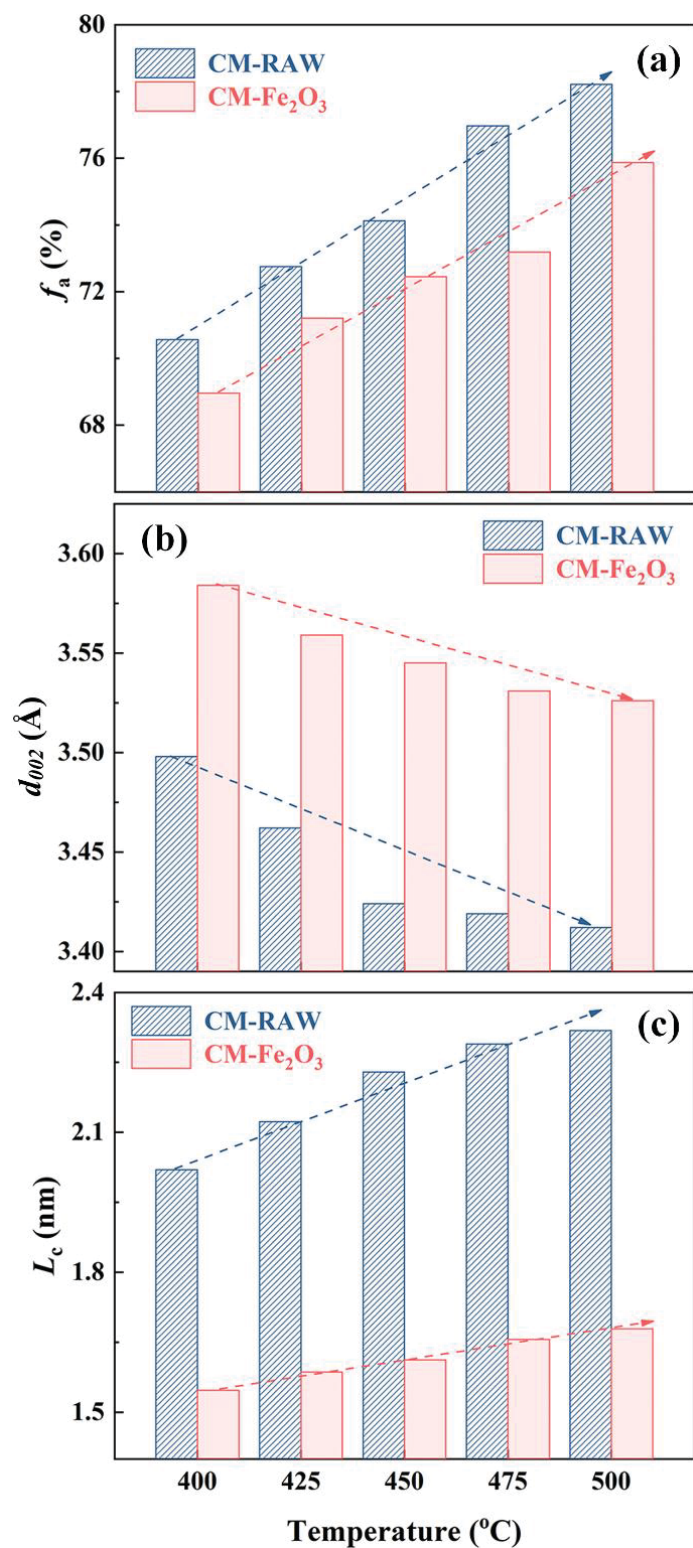 80
(a)
CM-RAW
CM-Fe₂O₃
76
72
68
fₐ (%)
(b)
CM-RAW
CM-Fe₂O₃
3.60
3.55
3.50
3.45
3.40
d₀₀₂ (Å)
2.4
(c)
CM-RAW
CM-Fe₂O₃
2.1
1.8
1.5
L_c (nm)
400 425 450 475 500
Temperature (°C)